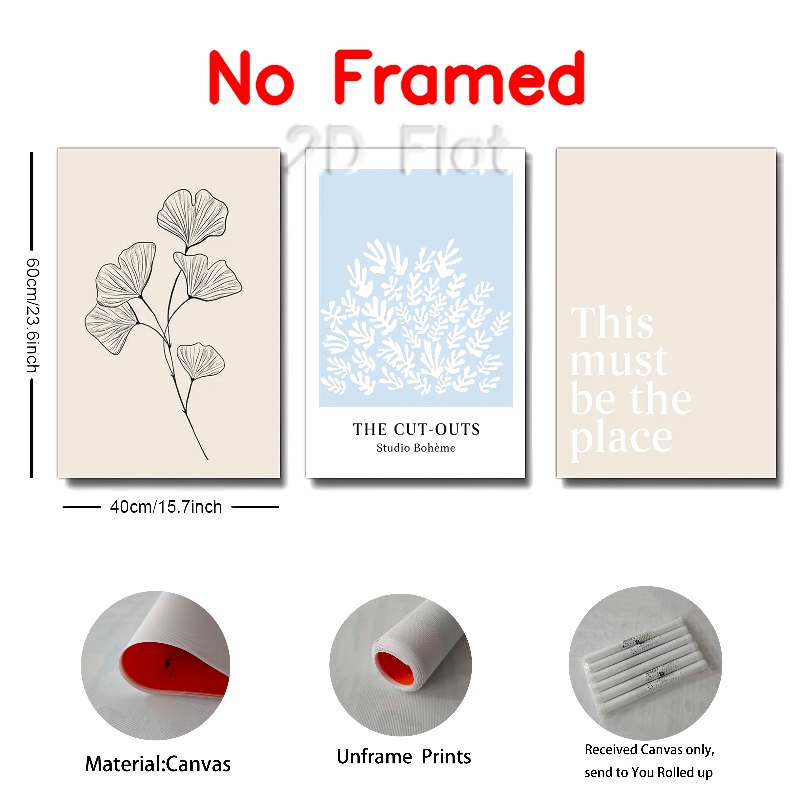 No Framed
2D Flat
60cm/23.6inch
40cm/15.7inch
THE CUT-OUTS
Studio Bohème
This
must
be the
place
Material:Canvas
Unframe Prints
Received Canvas only,
send to You Rolled up